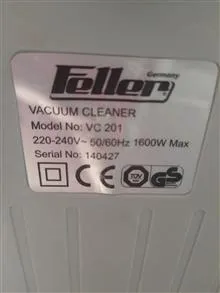 Feller
Germany
VACUUM CLEANER
Model No: VC 201
220-240V~ 50/60Hz 1600W Max
Serial No: 140427
CE TÜV GS